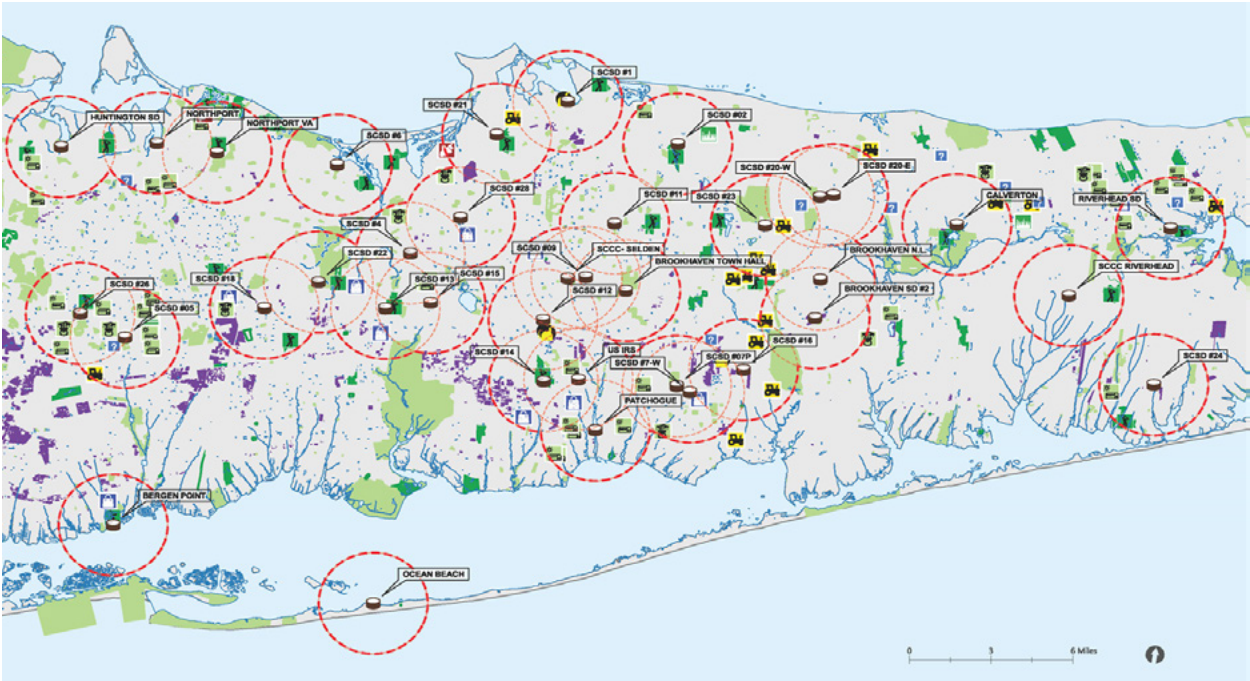 SCSD #1
SCSD #21
HUNTINGTON SD
NORTHPORT
NORTHPORT VA
SCSD #6
SCSD #02
SCSD #20-W
SCSD #20-E
SCSD #28
SCSD #11
SCSD #23
CALVERTON
RIVERHEAD SD
SCSD #4
SCSD #09
SCCC- SELDEN
BROOKHAVEN TOWN HALL
BROOKHAVEN N.L.
SCSD #22
SCSD #18
SCSD #13
SCSD #15
SCSD #12
BROOKHAVEN SD #2
SCCC RIVERHEAD
SCSD #26
SCSD #05
SCSD #14
US IRS
SCSD #7-W
SCSD #07P
SCSD #16
SCSD #24
PATCHOGUE
BERGEN POINT
OCEAN BEACH
0 3 6 Miles
? ? ? ? ? ? ? ? ? ?